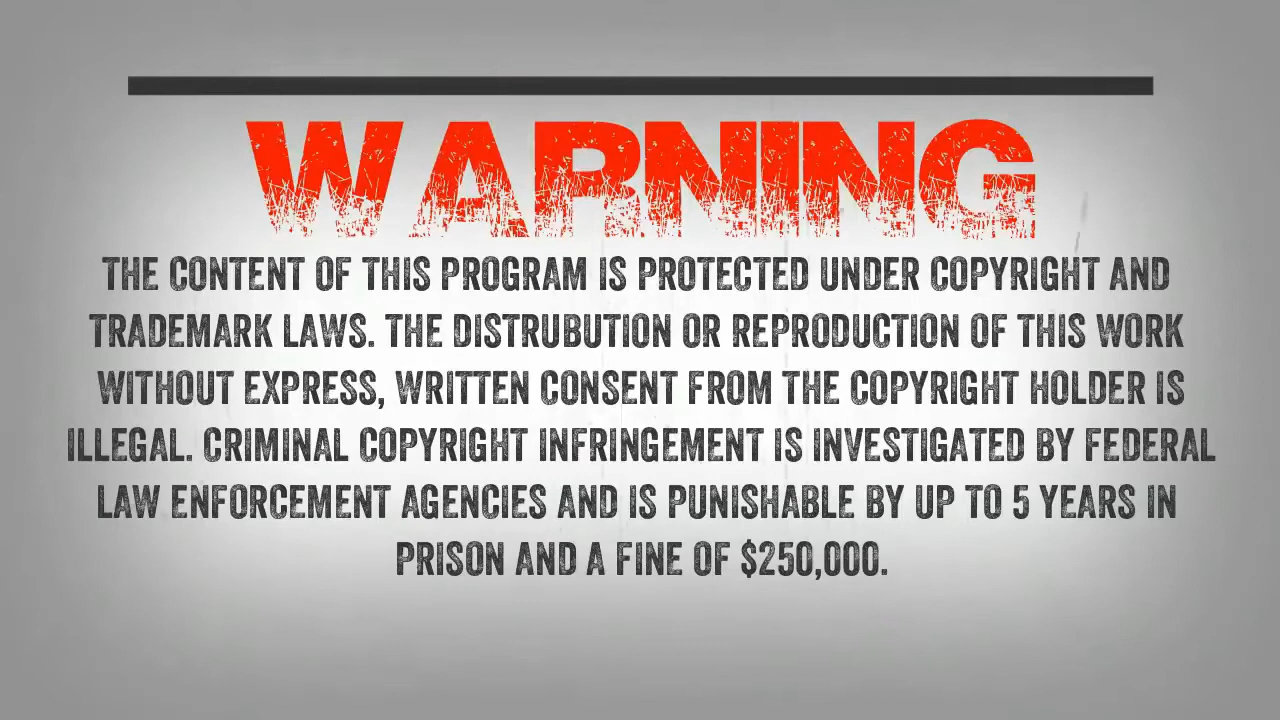 WARNING
THE CONTENT OF THIS PROGRAM IS PROTECTED UNDER COPYRIGHT AND
TRADEMARK LAWS. THE DISTRUBUTION OR REPRODUCTION OF THIS WORK
WITHOUT EXPRESS, WRITTEN CONSENT FROM THE COPYRIGHT HOLDER IS
ILLEGAL. CRIMINAL COPYRIGHT INFRINGEMENT IS INVESTIGATED BY FEDERAL
LAW ENFORCEMENT AGENCIES AND IS PUNISHABLE BY UP TO 5 YEARS IN
PRISON AND A FINE OF $250,000.